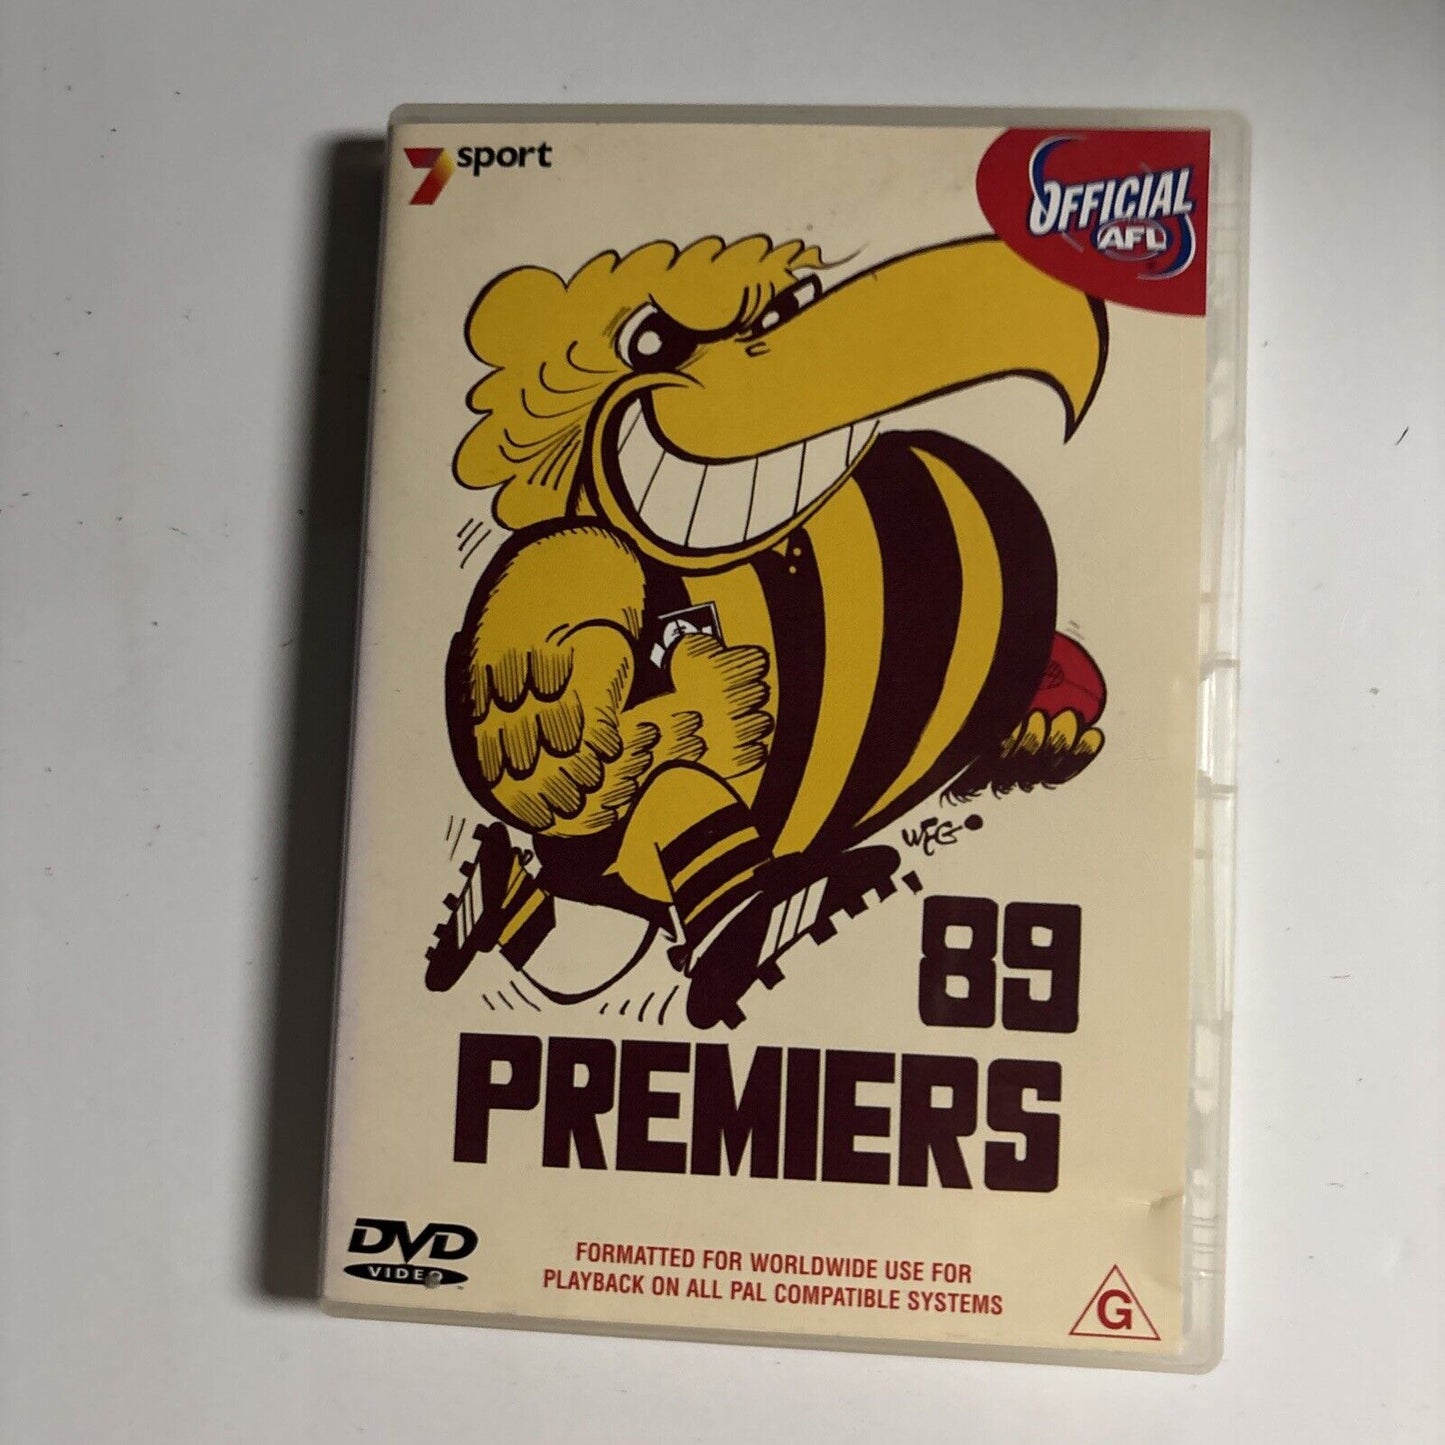 7 sport
OFFICIAL
AFL
WEG
89
PREMIERS
DVD
VIDEO
FORMATTED FOR WORLDWIDE USE FOR
PLAYBACK ON ALL PAL COMPATIBLE SYSTEMS
G